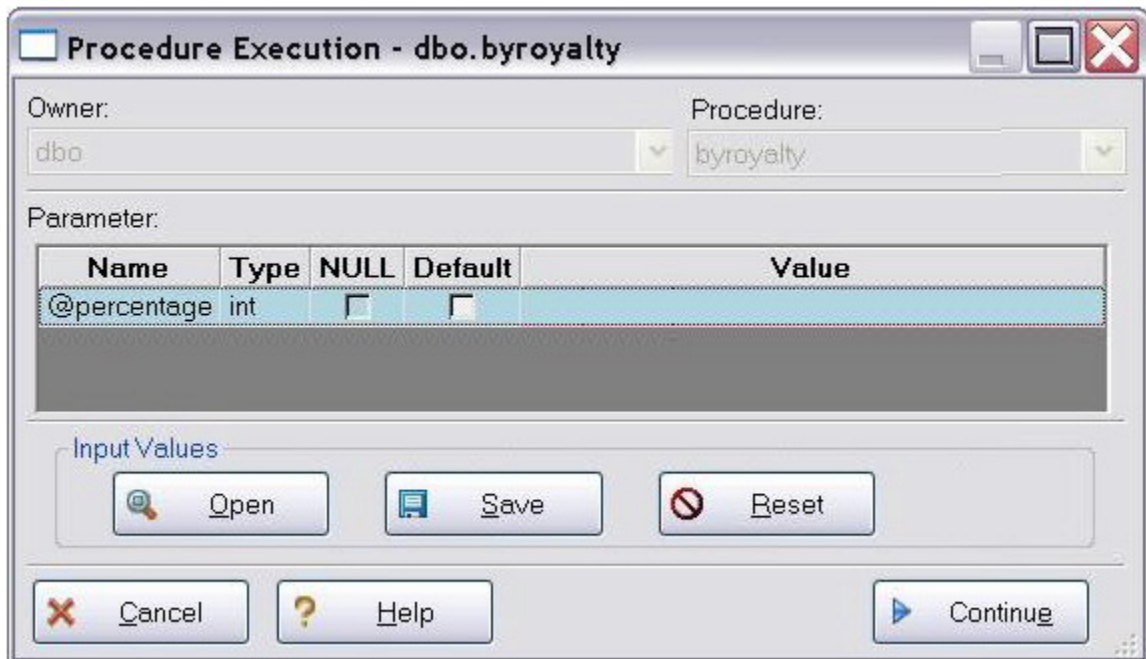 Procedure Execution - dbo.byroyalty
Owner:
Procedure:
dbo
byroyalty
Parameter:
Name Type NULL Default Value
@percentage int
Input Values
Open Save Reset
Cancel Help Continue